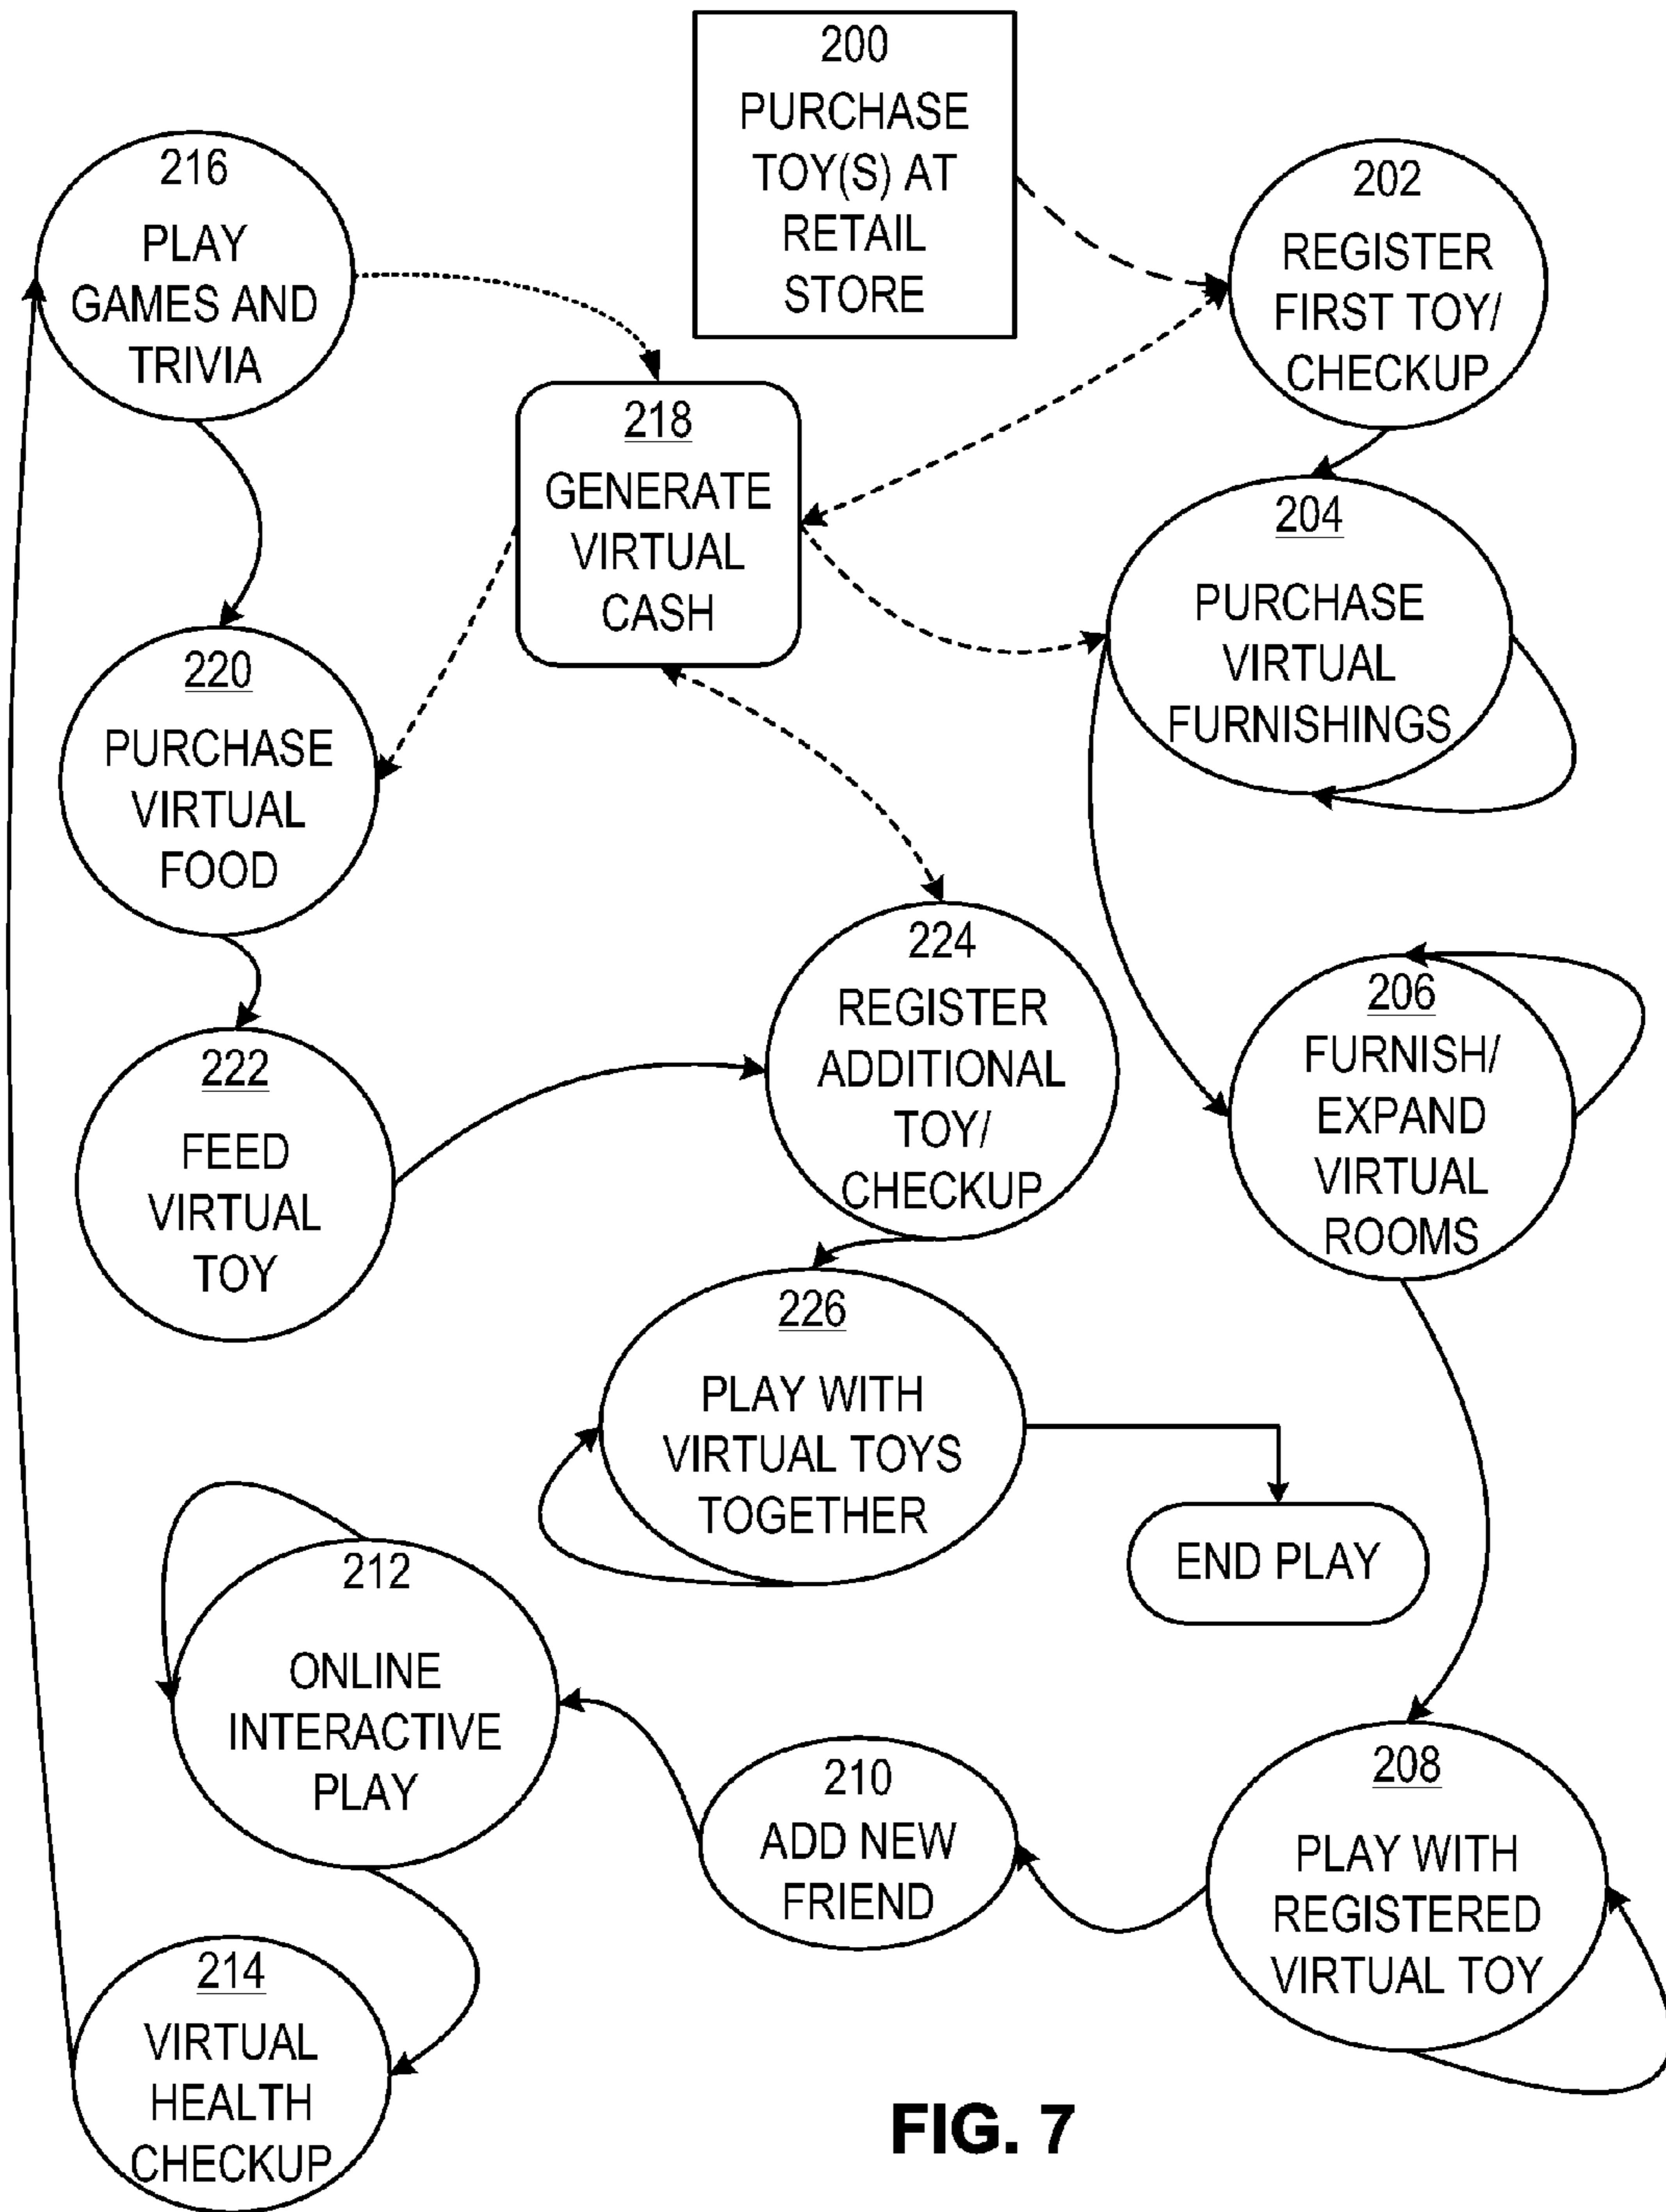 200
PURCHASE
TOY(S) AT
RETAIL
STORE
216
PLAY
GAMES AND
TRIVIA
202
REGISTER
FIRST TOY/
CHECKUP
218
GENERATE
VIRTUAL
CASH
204
PURCHASE
VIRTUAL
FURNISHINGS
220
PURCHASE
VIRTUAL
FOOD
224
REGISTER
ADDITIONAL
TOY/
CHECKUP
206
FURNISH/
EXPAND
VIRTUAL
ROOMS
222
FEED
VIRTUAL
TOY
226
PLAY WITH
VIRTUAL TOYS
TOGETHER
END PLAY
212
ONLINE
INTERACTIVE
PLAY
210
ADD NEW
FRIEND
208
PLAY WITH
REGISTERED
VIRTUAL TOY
214
VIRTUAL
HEALTH
CHECKUP
FIG. 7